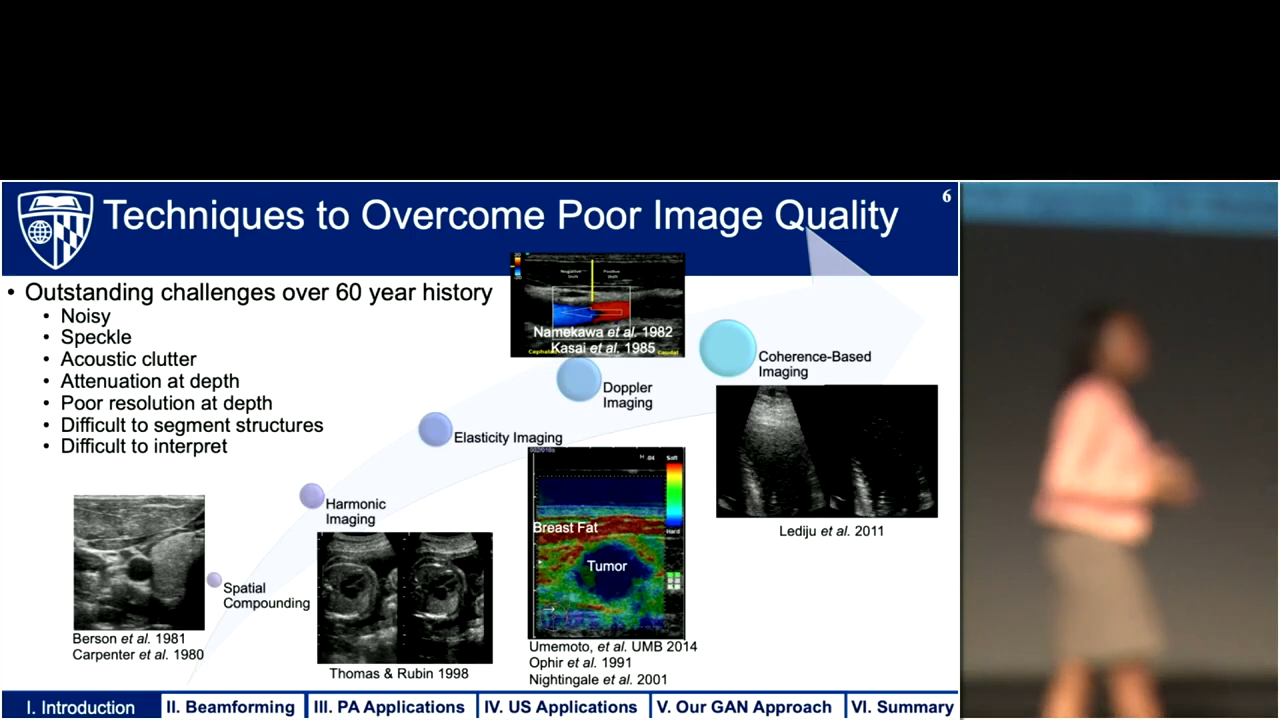 Techniques to Overcome Poor Image Quality
6
• Outstanding challenges over 60 year history
• Noisy
• Speckle
• Acoustic clutter
• Attenuation at depth
• Poor resolution at depth
• Difficult to segment structures
• Difficult to interpret
Negative
Positive
Namekawa et al. 1982
Kasai et al. 1985
Coherence-Based
Imaging
Doppler
Imaging
Elasticity Imaging
Harmonic
Imaging
Spatial
Compounding
Soft
Breast Fat
Hard
Tumor
Lediju et al. 2011
Berson et al. 1981
Carpenter et al. 1980
Thomas & Rubin 1998
Umemoto, et al. UMB 2014
Ophir et al. 1991
Nightingale et al. 2001
I. Introduction
II. Beamforming
III. PA Applications
IV. US Applications
V. Our GAN Approach
VI. Summary